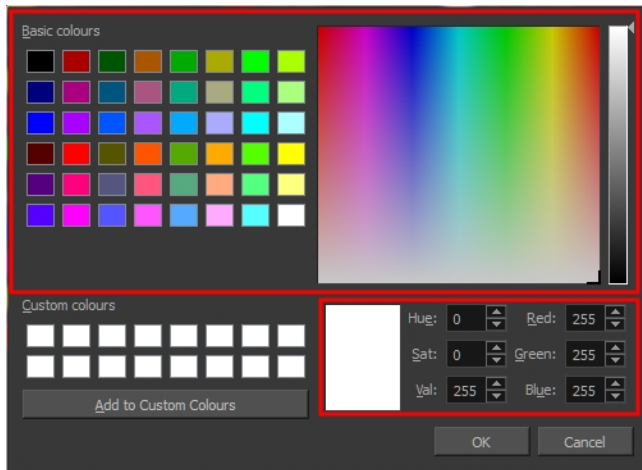 Basic colours
Custom colours
Hue: 0 Red: 255
Sat: 0 Green: 255
Val: 255 Blue: 255
Add to Custom Colours
OK Cancel